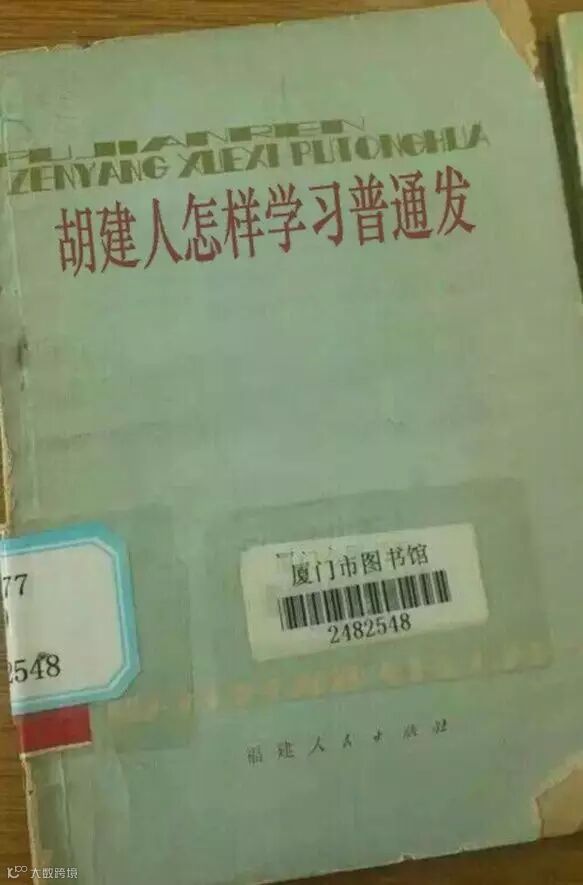 FUJIANREN
ZENYANG XUEXI PUTONGHUA
胡建人怎样学习普通发
厦门市图书馆
2482548
77
2548
福建人民出版社
大数跨境